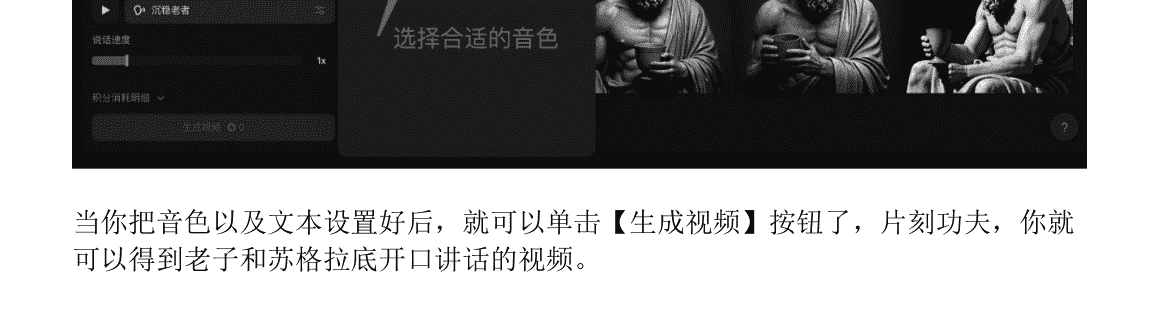 沉稳老者
选择合适的音色
说话速度
1x
积分消耗明细
生成视频 0
?
当你把音色以及文本设置好后，就可以单击【生成视频】按钮了，片刻功夫，你就
可以得到老子和苏格拉底开口讲话的视频。